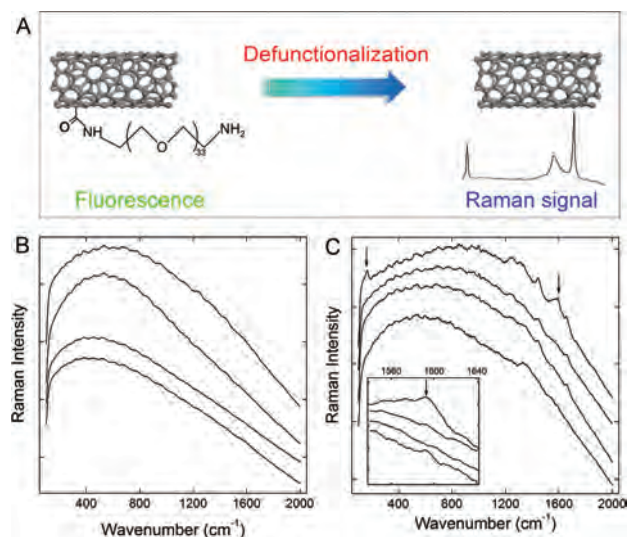 A
Defunctionalization
O
NH
O
33
NH2
Fluorescence
Raman signal
B
Raman Intensity
400 800 1200 1600 2000
Wavenumber (cm-1)
C
Raman Intensity
1560 1600 1640
400 800 1200 1600 2000
Wavenumber (cm-1)